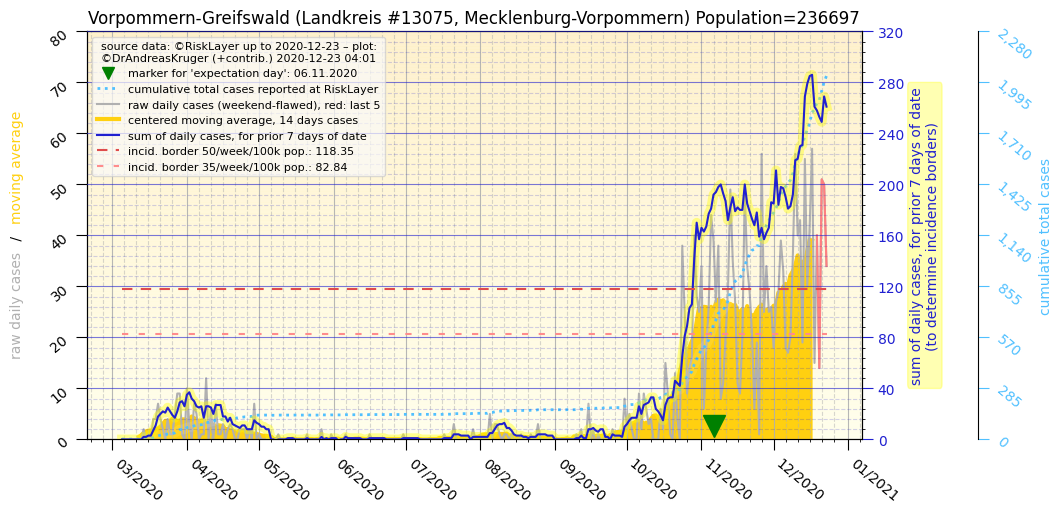 Vorpommern-Greifswald (Landkreis #13075, Mecklenburg-Vorpommern) Population=236697
source data: ©RiskLayer up to 2020-12-23 – plot:
©DrAndreasKruger (+contrib.) 2020-12-23 04:01
marker for 'expectation day': 06.11.2020
cumulative total cases reported at RiskLayer
raw daily cases (weekend-flawed), red: last 5
centered moving average, 14 days cases
sum of daily cases, for prior 7 days of date
incid. border 50/week/100k pop.: 118.35
incid. border 35/week/100k pop.: 82.84
raw daily cases / moving average
80
70
60
50
40
30
20
10
0
320
280
240
200
160
120
80
40
0
sum of daily cases, for prior 7 days of date
(to determine incidence borders)
2,280
1,995
1,710
1,425
1,140
855
570
285
0
cumulative total cases
03/2020
04/2020
05/2020
06/2020
07/2020
08/2020
09/2020
10/2020
11/2020
12/2020
01/2021